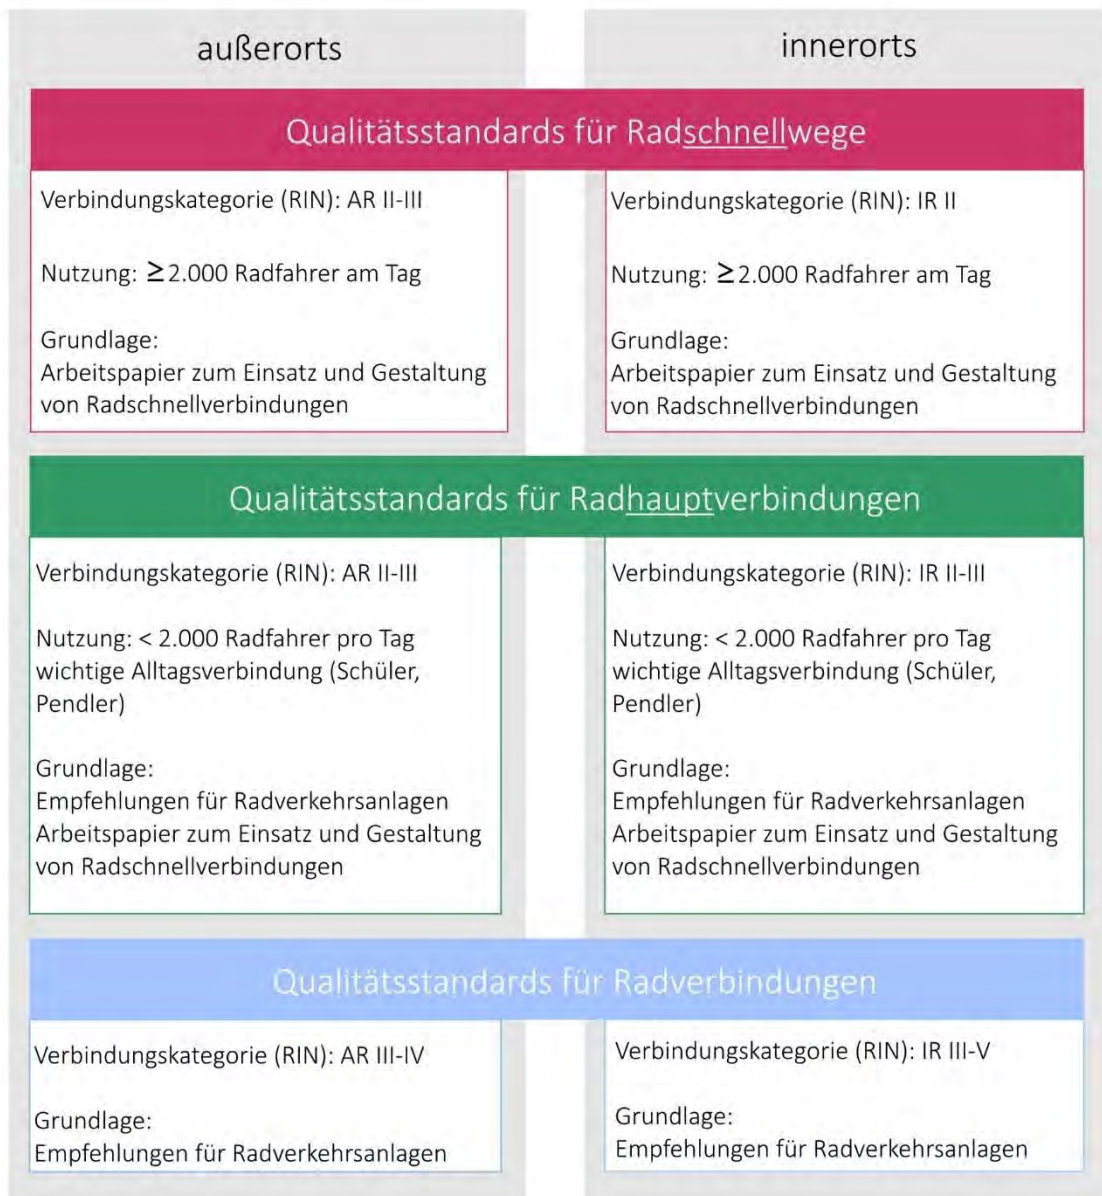 außerorts
innerorts
Qualitätsstandards für Radschnellwege
Verbindungskategorie (RIN): AR II-III
Nutzung: ≥2.000 Radfahrer am Tag
Grundlage:
Arbeitspapier zum Einsatz und Gestaltung
von Radschnellverbindungen
Verbindungskategorie (RIN): IR II
Nutzung: ≥2.000 Radfahrer am Tag
Grundlage:
Arbeitspapier zum Einsatz und Gestaltung
von Radschnellverbindungen
Qualitätsstandards für Radhauptverbindungen
Verbindungskategorie (RIN): AR II-III
Nutzung: < 2.000 Radfahrer pro Tag
wichtige Alltagsverbindung (Schüler,
Pendler)
Grundlage:
Empfehlungen für Radverkehrsanlagen
Arbeitspapier zum Einsatz und Gestaltung
von Radschnellverbindungen
Verbindungskategorie (RIN): IR II-III
Nutzung: < 2.000 Radfahrer pro Tag
wichtige Alltagsverbindung (Schüler,
Pendler)
Grundlage:
Empfehlungen für Radverkehrsanlagen
Arbeitspapier zum Einsatz und Gestaltung
von Radschnellverbindungen
Qualitätsstandards für Radverbindungen
Verbindungskategorie (RIN): AR III-IV
Grundlage:
Empfehlungen für Radverkehrsanlagen
Verbindungskategorie (RIN): IR III-V
Grundlage:
Empfehlungen für Radverkehrsanlagen